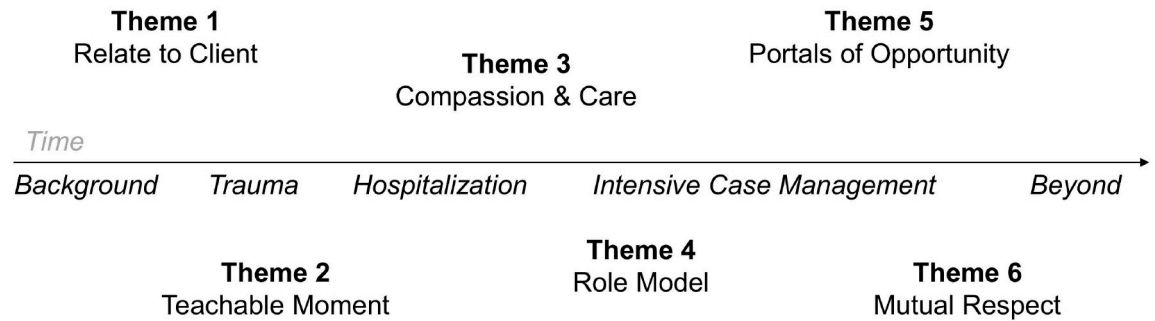 Theme 1
Relate to Client
Theme 3
Compassion & Care
Theme 5
Portals of Opportunity
Time
Background Trauma Hospitalization Intensive Case Management Beyond
Theme 2
Teachable Moment
Theme 4
Role Model
Theme 6
Mutual Respect